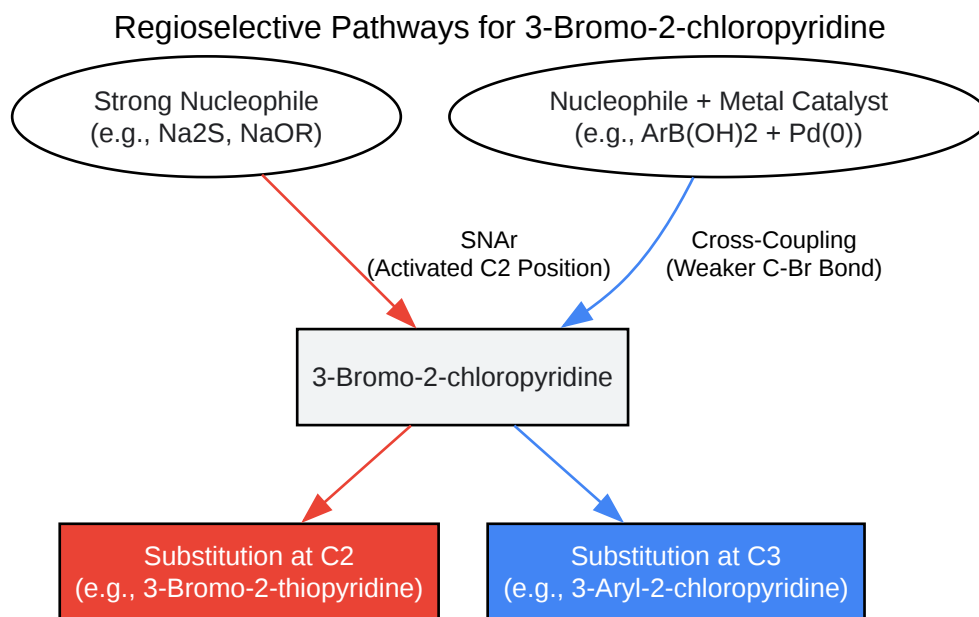 Regioselective Pathways for 3-Bromo-2-chloropyridine
Strong Nucleophile
(e.g., Na2S, NaOR)
Nucleophile + Metal Catalyst
(e.g., ArB(OH)2 + Pd(0))
SNAr
(Activated C2 Position)
Cross-Coupling
(Weaker C-Br Bond)
3-Bromo-2-chloropyridine
Substitution at C2
(e.g., 3-Bromo-2-thiopyridine)
Substitution at C3
(e.g., 3-Aryl-2-chloropyridine)